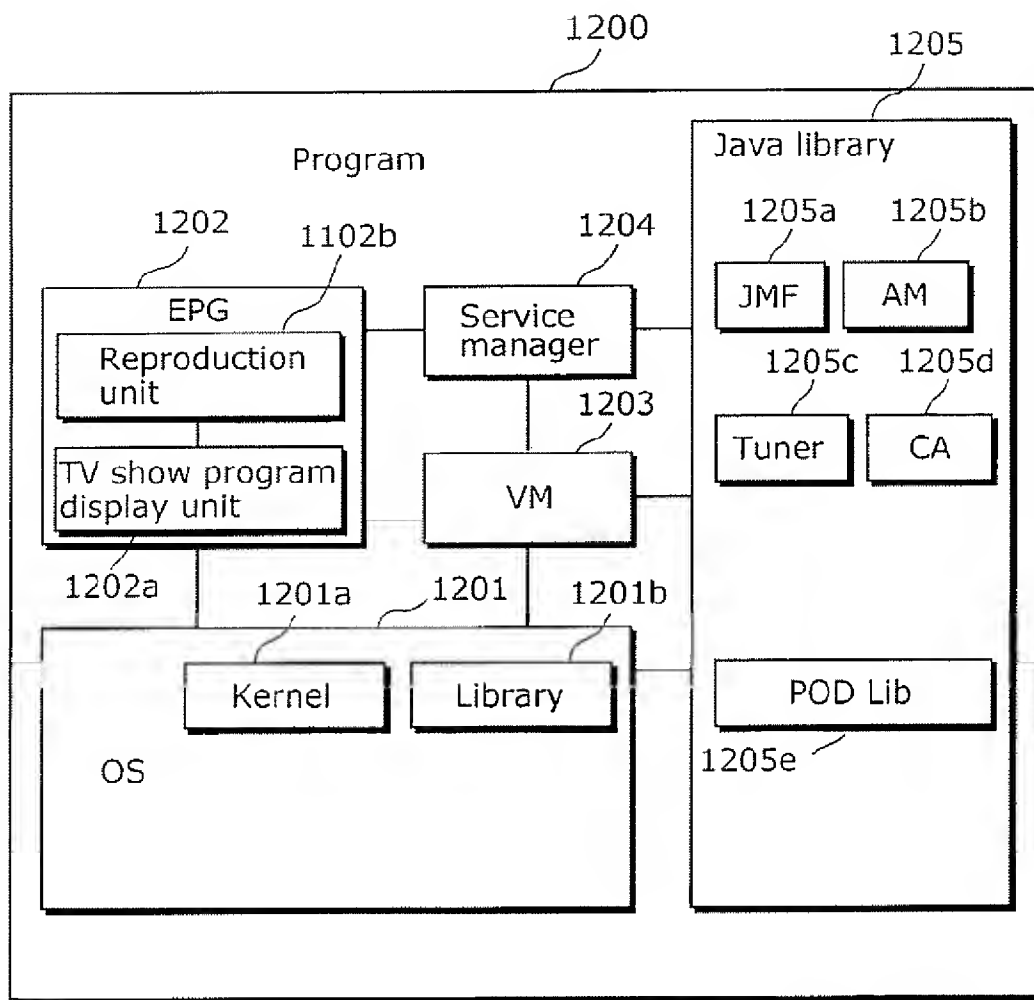 1200
1205
Program
Java library
1202
1102b
1204
1205a
1205b
EPG
Reproduction
unit
Service
manager
JMF
AM
1205c
1205d
1203
TV show program
display unit
VM
Tuner
CA
1202a
1201a
1201
1201b
Kernel
Library
POD Lib
OS
1205e